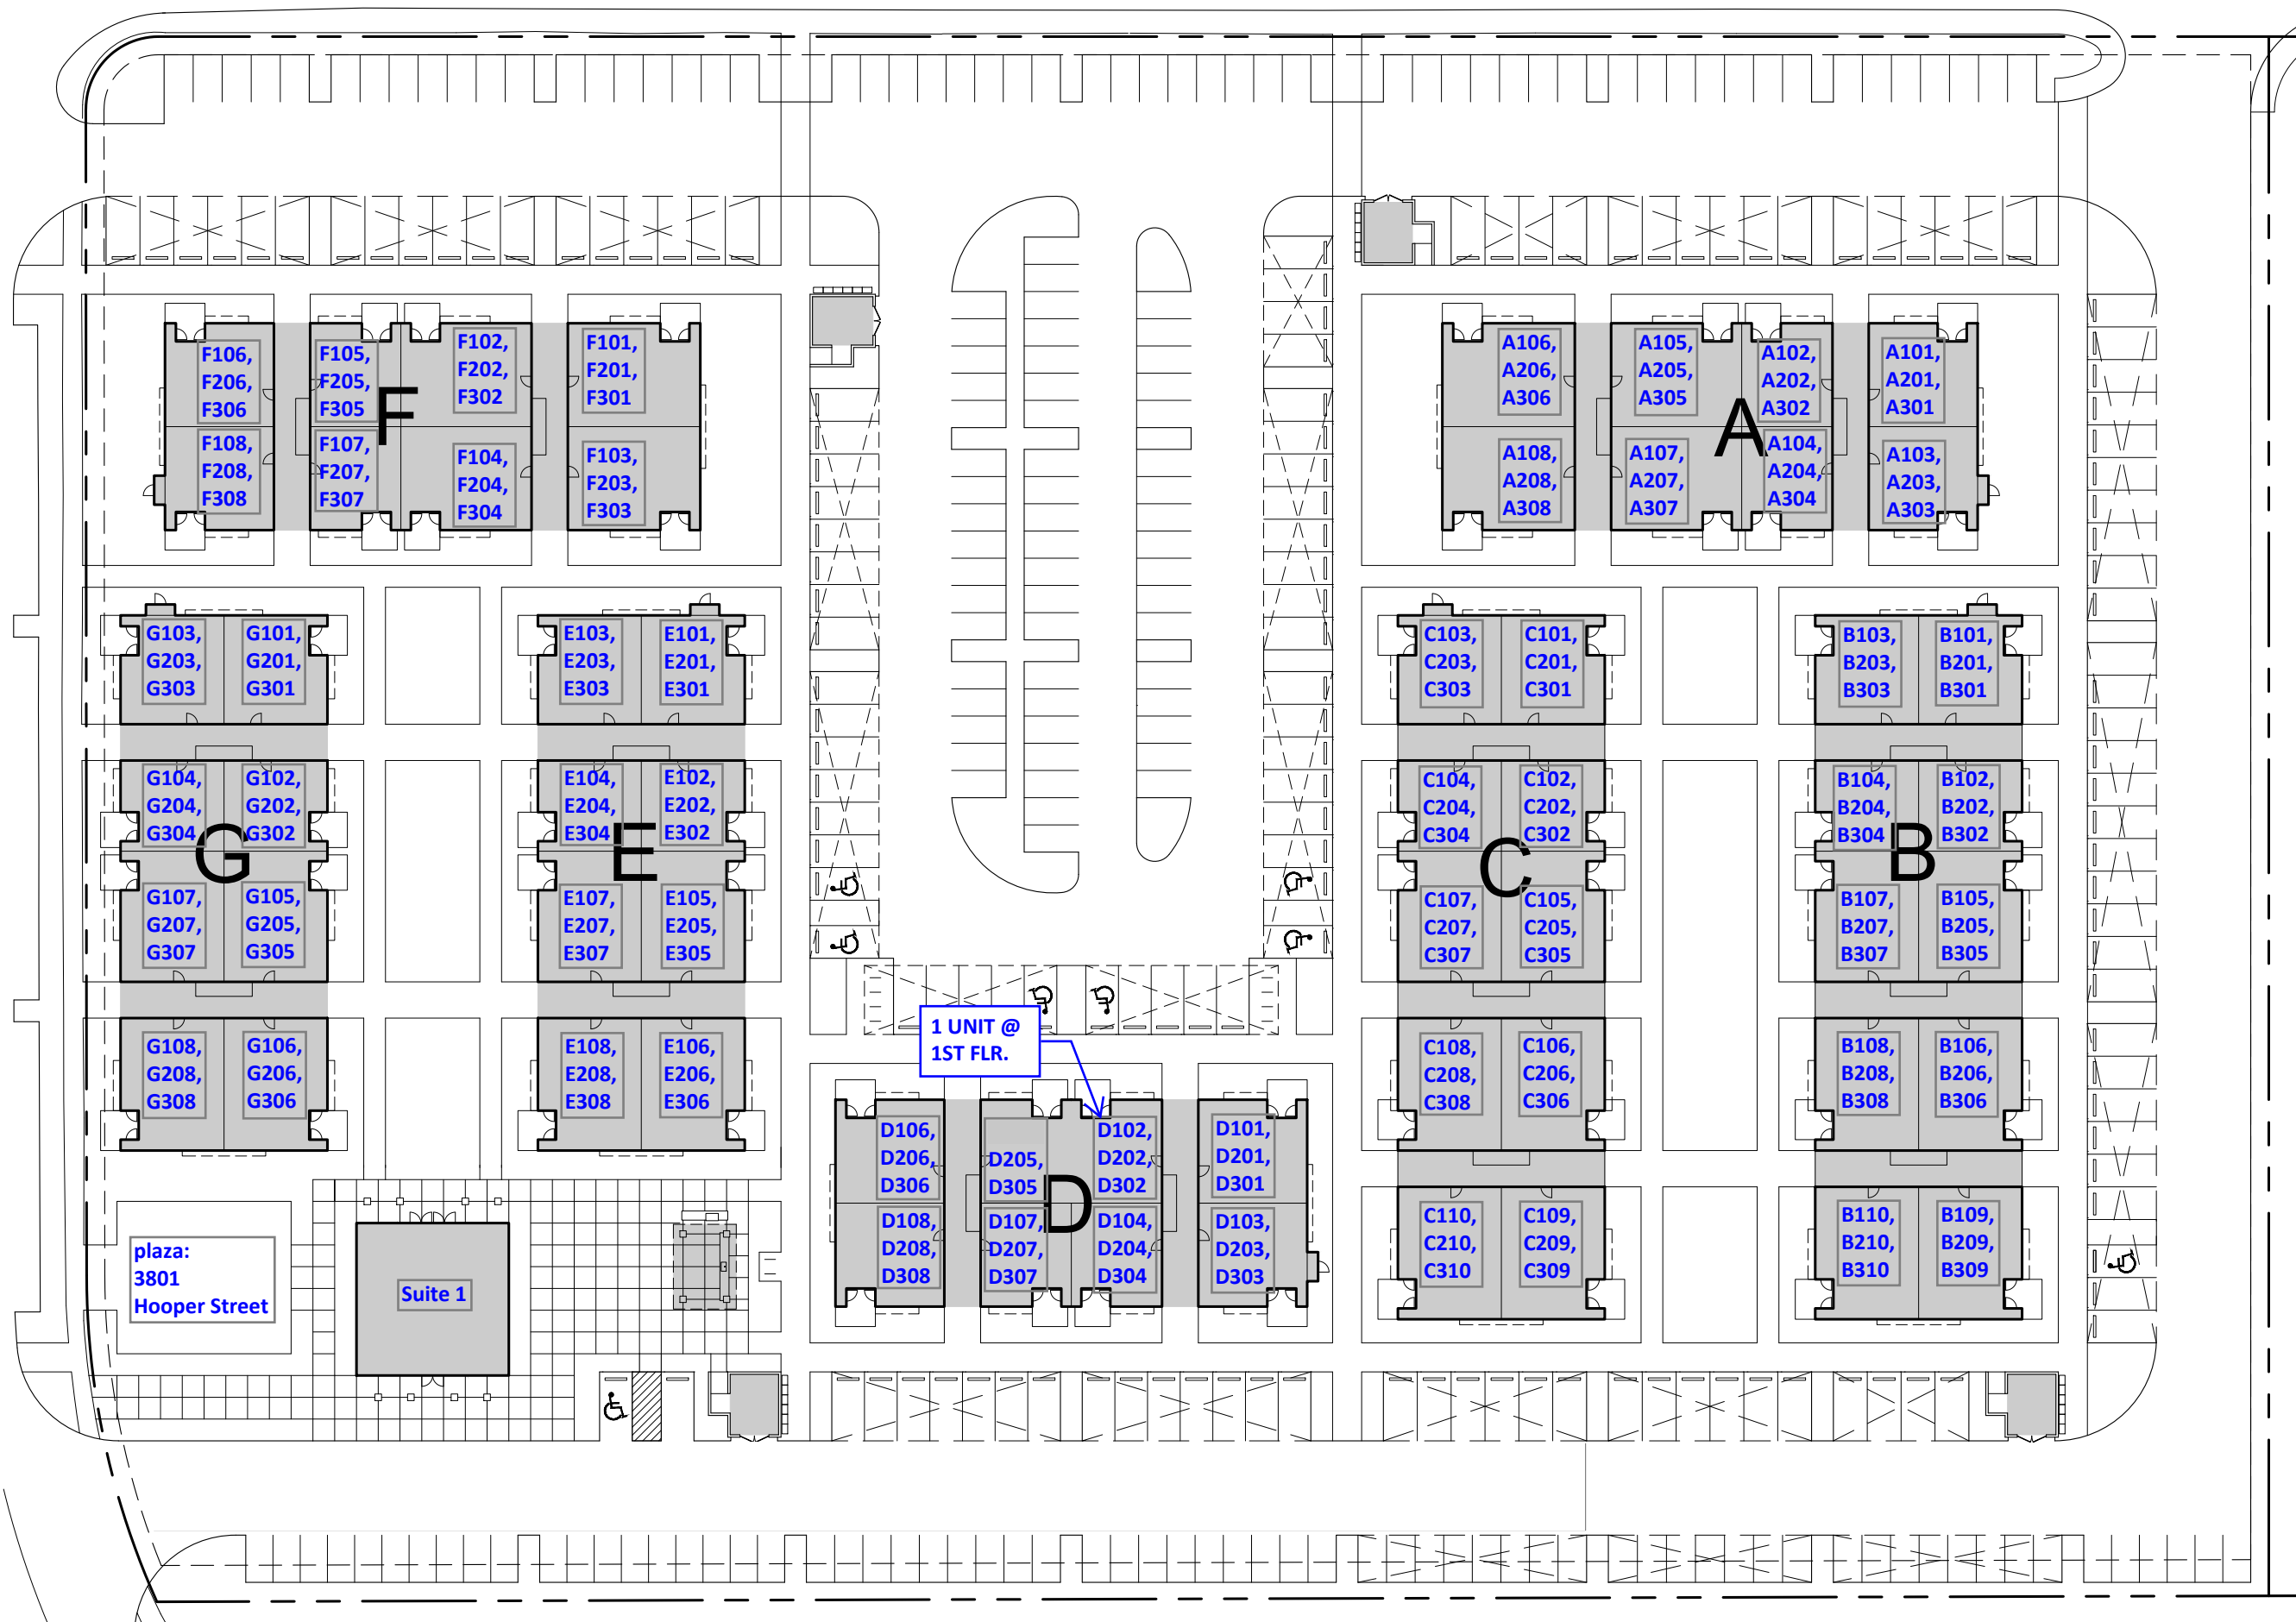 F106,
F206,
F306
F105,
F205,
F305
F102,
F202,
F302
F101,
F201,
F301
F
F108,
F208,
F308
F107,
F207,
F307
F104,
F204,
F304
F103,
F203,
F303
A106,
A206,
A306
A105,
A205,
A305
A102,
A202,
A302
A101,
A201,
A301
A
A108,
A208,
A308
A107,
A207,
A307
A104,
A204,
A304
A103,
A203,
A303
G103,
G203,
G303
G101,
G201,
G301
G104,
G204,
G304
G102,
G202,
G302
G
G107,
G207,
G307
G105,
G205,
G305
G108,
G208,
G308
G106,
G206,
G306
E103,
E203,
E303
E101,
E201,
E301
E104,
E204,
E304
E102,
E202,
E302
E
E107,
E207,
E307
E105,
E205,
E305
E108,
E208,
E308
E106,
E206,
E306
C103,
C203,
C303
C101,
C201,
C301
C104,
C204,
C304
C102,
C202,
C302
C
C107,
C207,
C307
C105,
C205,
C305
C108,
C208,
C308
C106,
C206,
C306
C110,
C210,
C310
C109,
C209,
C309
B103,
B203,
B303
B101,
B201,
B301
B104,
B204,
B304
B102,
B202,
B302
B
B107,
B207,
B307
B105,
B205,
B305
B108,
B208,
B308
B106,
B206,
B306
B110,
B210,
B310
B109,
B209,
B309
1 UNIT @
1ST FLR.
D106,
D206,
D306
D205,
D305
D102,
D202,
D302
D101,
D201,
D301
D
D108,
D208,
D308
D107,
D207,
D307
D104,
D204,
D304
D103,
D203,
D303
plaza:
3801
Hooper Street
Suite 1